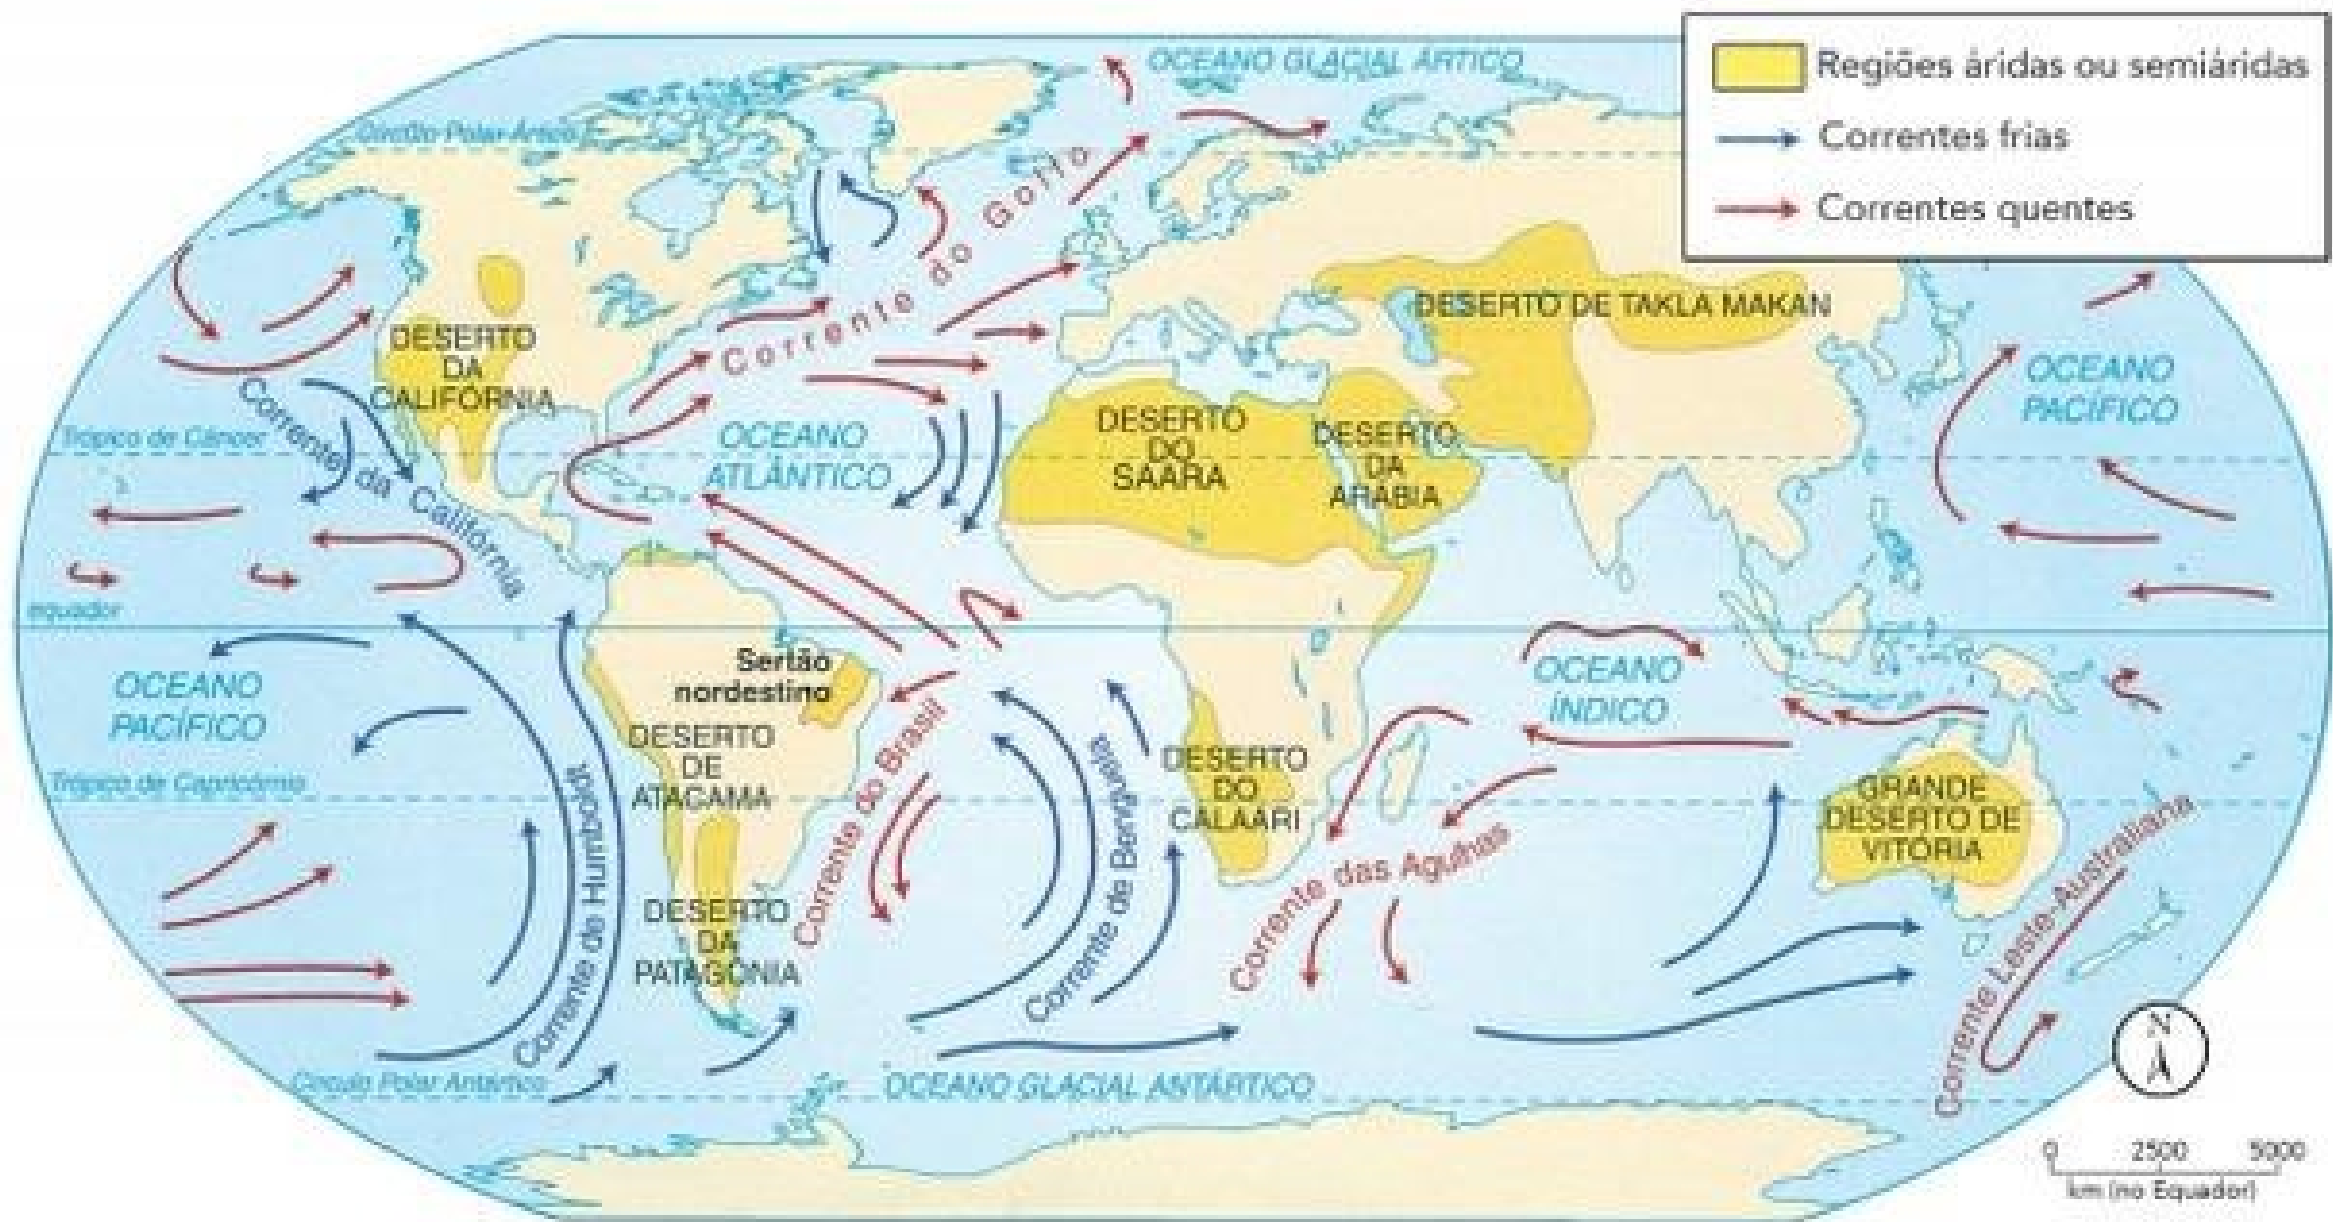 OCEANO GLACIAL ÁRTICO
Regiões áridas ou semiáridas
Correntes frias
Correntes quentes
Círculo Polar Ártico
Corrente do Golfo
DESERTO DE TAKLA MAKAN
DESERTO
DA
CALIFÓRNIA
OCEANO
PACÍFICO
Corrente da Califórnia
Trópico de Câncer
OCEANO
ATLÂNTICO
DESERTO
DO
SAARA
DESERTO
DA
ARÁBIA
equador
OCEANO
PACÍFICO
Sertão
nordestino
OCEANO
ÍNDICO
DESERTO
DE
ATACAMA
Corrente do Brasil
Corrente de Benguela
DESERTO
DO
CALAARI
GRANDE
DESERTO DE
VITÓRIA
Trópico de Capricórnio
Corrente de Humboldt
Corrente das Agulhas
Corrente Leste-Australiana
DESERTO
DA
PATAGÔNIA
N
Círculo Polar Antártico
OCEANO GLACIAL ANTÁRTICO
0 2500 5000
km (no Equador)